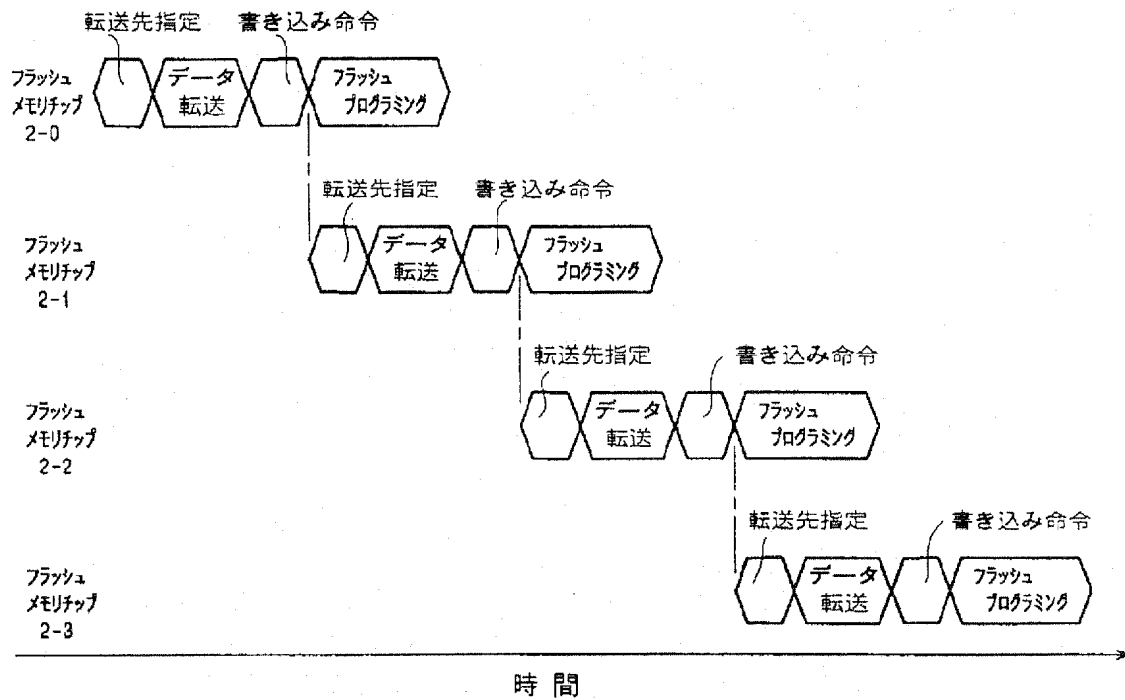 転送先指定 書き込み命令
フラッシュ
メモリチップ
2-0
データ
転送
フラッシュ
プログラミング
転送先指定 書き込み命令
フラッシュ
メモリチップ
2-1
データ
転送
フラッシュ
プログラミング
転送先指定 書き込み命令
フラッシュ
メモリチップ
2-2
データ
転送
フラッシュ
プログラミング
転送先指定 書き込み命令
フラッシュ
メモリチップ
2-3
データ
転送
フラッシュ
プログラミング
時間